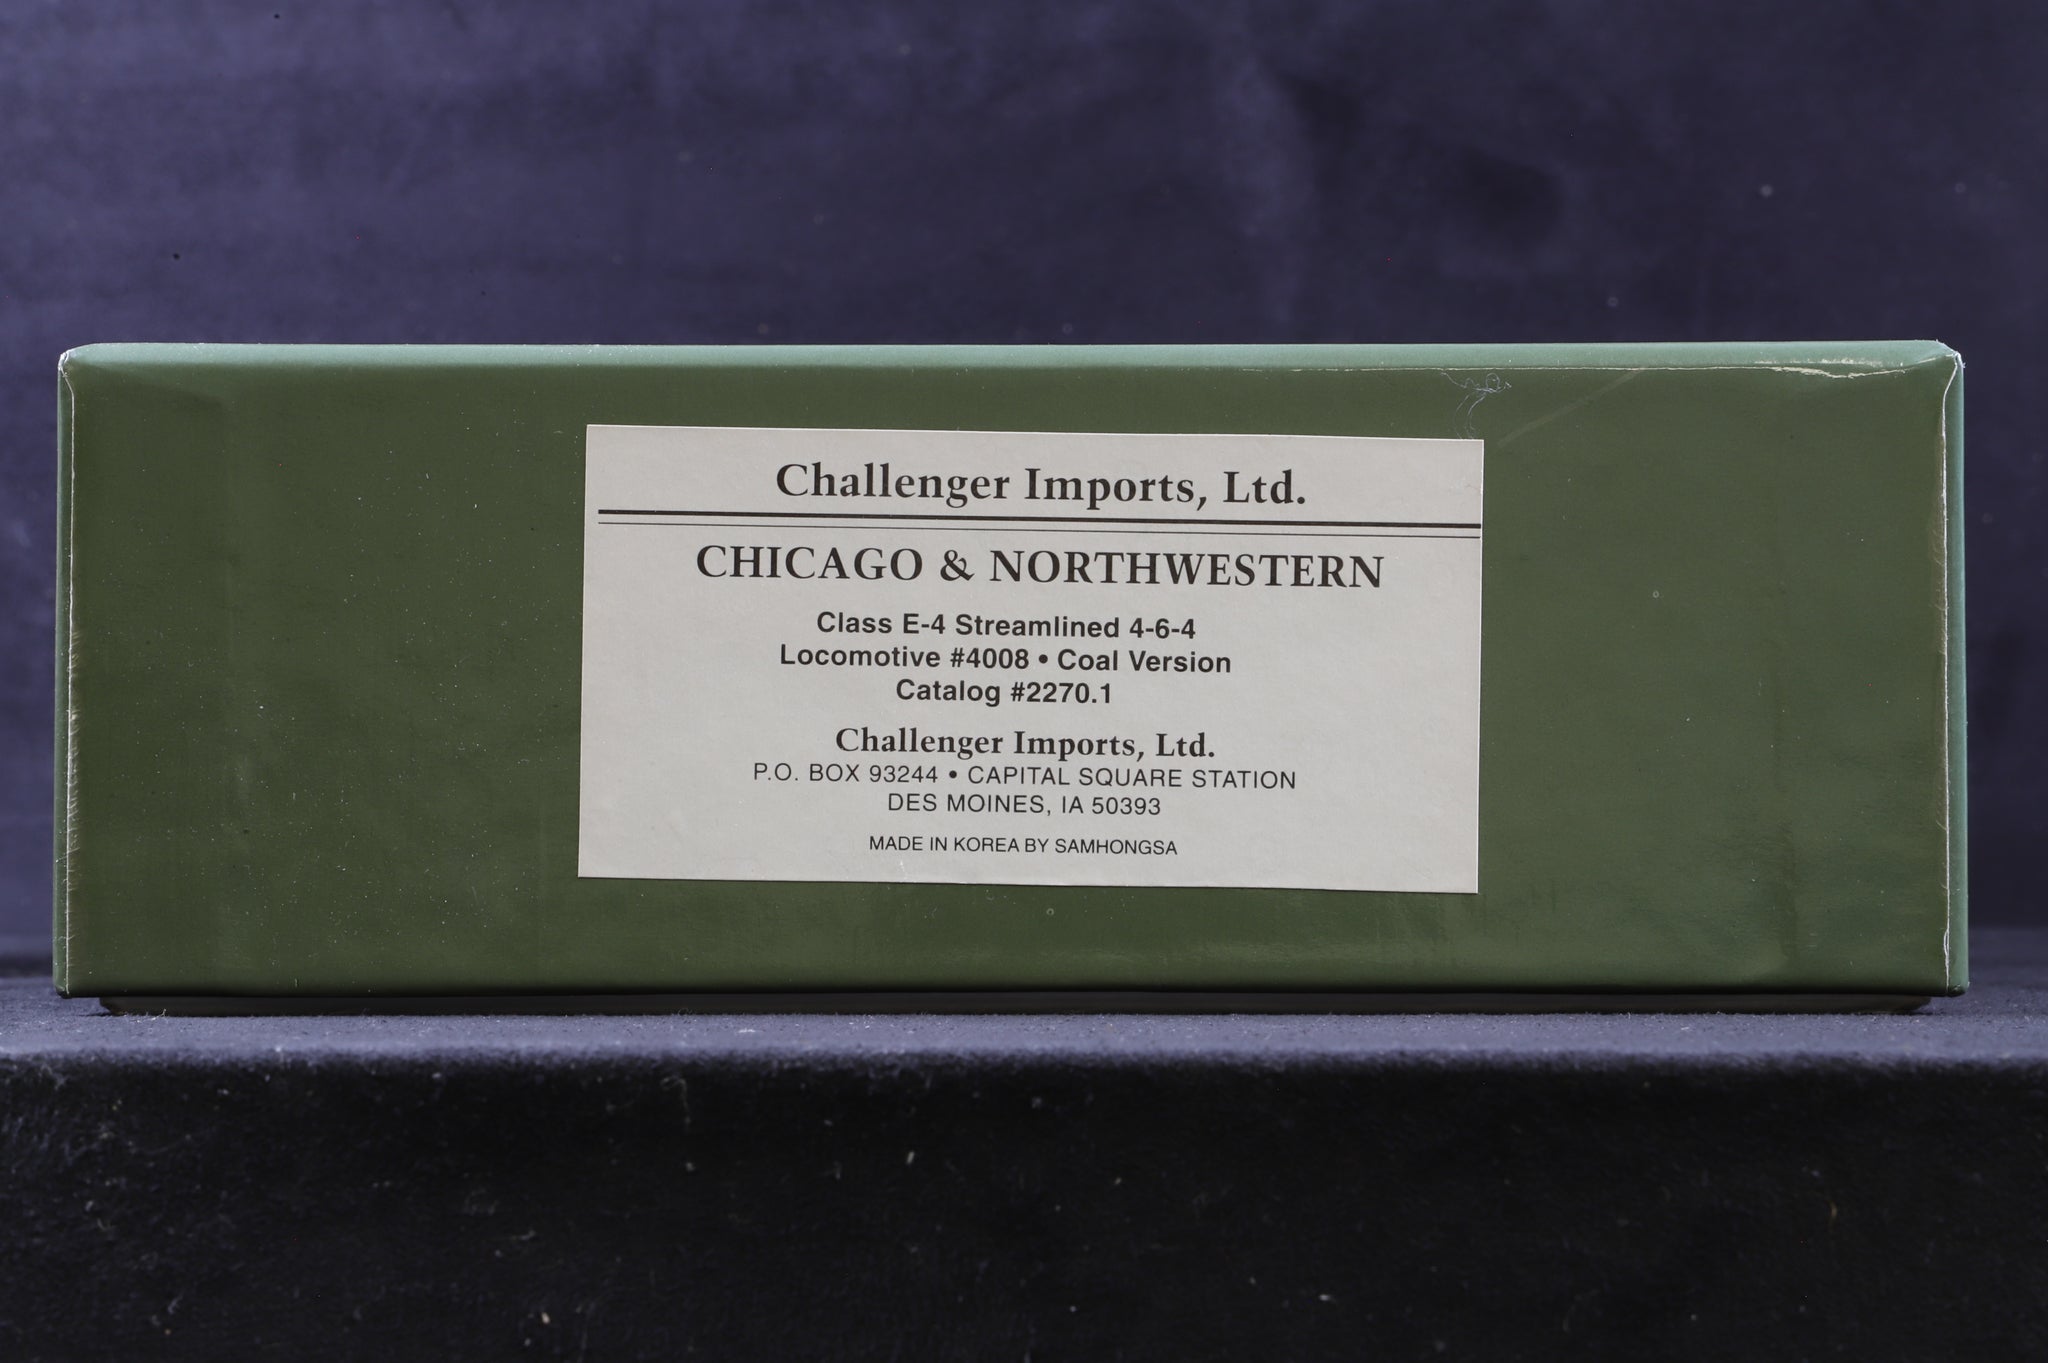 Challenger Imports, Ltd.
CHICAGO & NORTHWESTERN
Class E-4 Streamlined 4-6-4
Locomotive #4008 • Coal Version
Catalog #2270.1
Challenger Imports, Ltd.
P.O. BOX 93244 • CAPITAL SQUARE STATION
DES MOINES, IA 50393
MADE IN KOREA BY SAMHONGSA